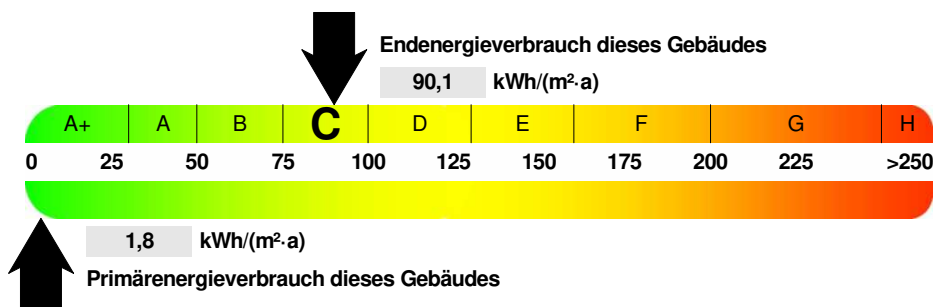 Endenergieverbrauch dieses Gebäudes
90,1 kWh/(m²·a)
A+ A B C D E F G H
0 25 50 75 100 125 150 175 200 225 >250
1,8 kWh/(m²·a)
Primärenergieverbrauch dieses Gebäudes